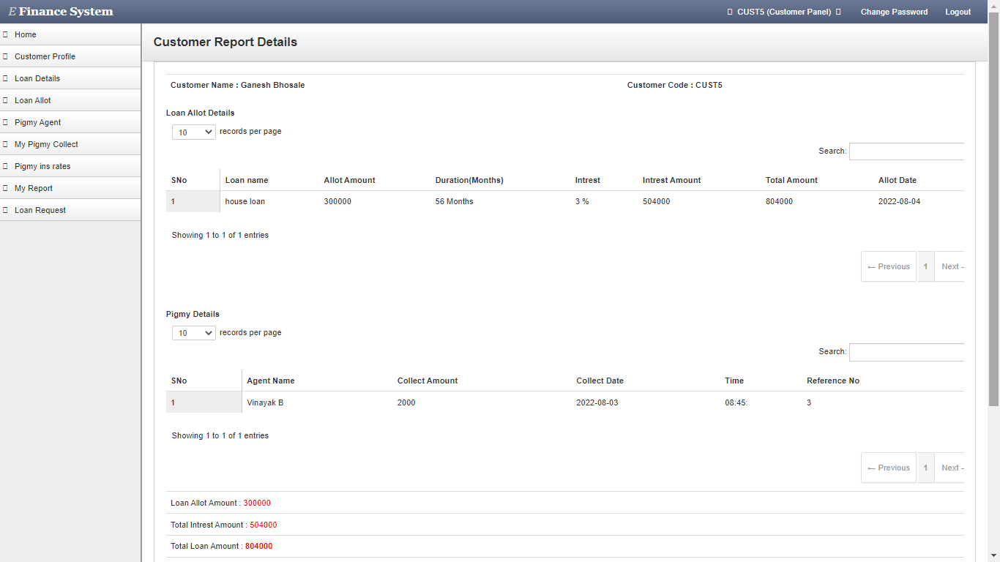 E Finance System
CUST5 (Customer Panel) Change Password Logout
Home
Customer Profile
Loan Details
Loan Allot
Pigmy Agent
My Pigmy Collect
Pigmy ins rates
My Report
Loan Request
Customer Report Details
Customer Name : Ganesh Bhosale Customer Code : CUST5
Loan Allot Details
10 records per page
Search:
SNo Loan name Allot Amount Duration(Months) Intrest Intrest Amount Total Amount Allot Date
1 house loan 300000 56 Months 3 % 504000 804000 2022-08-04
Showing 1 to 1 of 1 entries
← Previous 1 Next
Pigmy Details
10 records per page
Search:
SNo Agent Name Collect Amount Collect Date Time Reference No
1 Vinayak B 2000 2022-08-03 08:45: 3
Showing 1 to 1 of 1 entries
← Previous 1 Next
Loan Allot Amount : 300000
Total Intrest Amount : 504000
Total Loan Amount : 804000